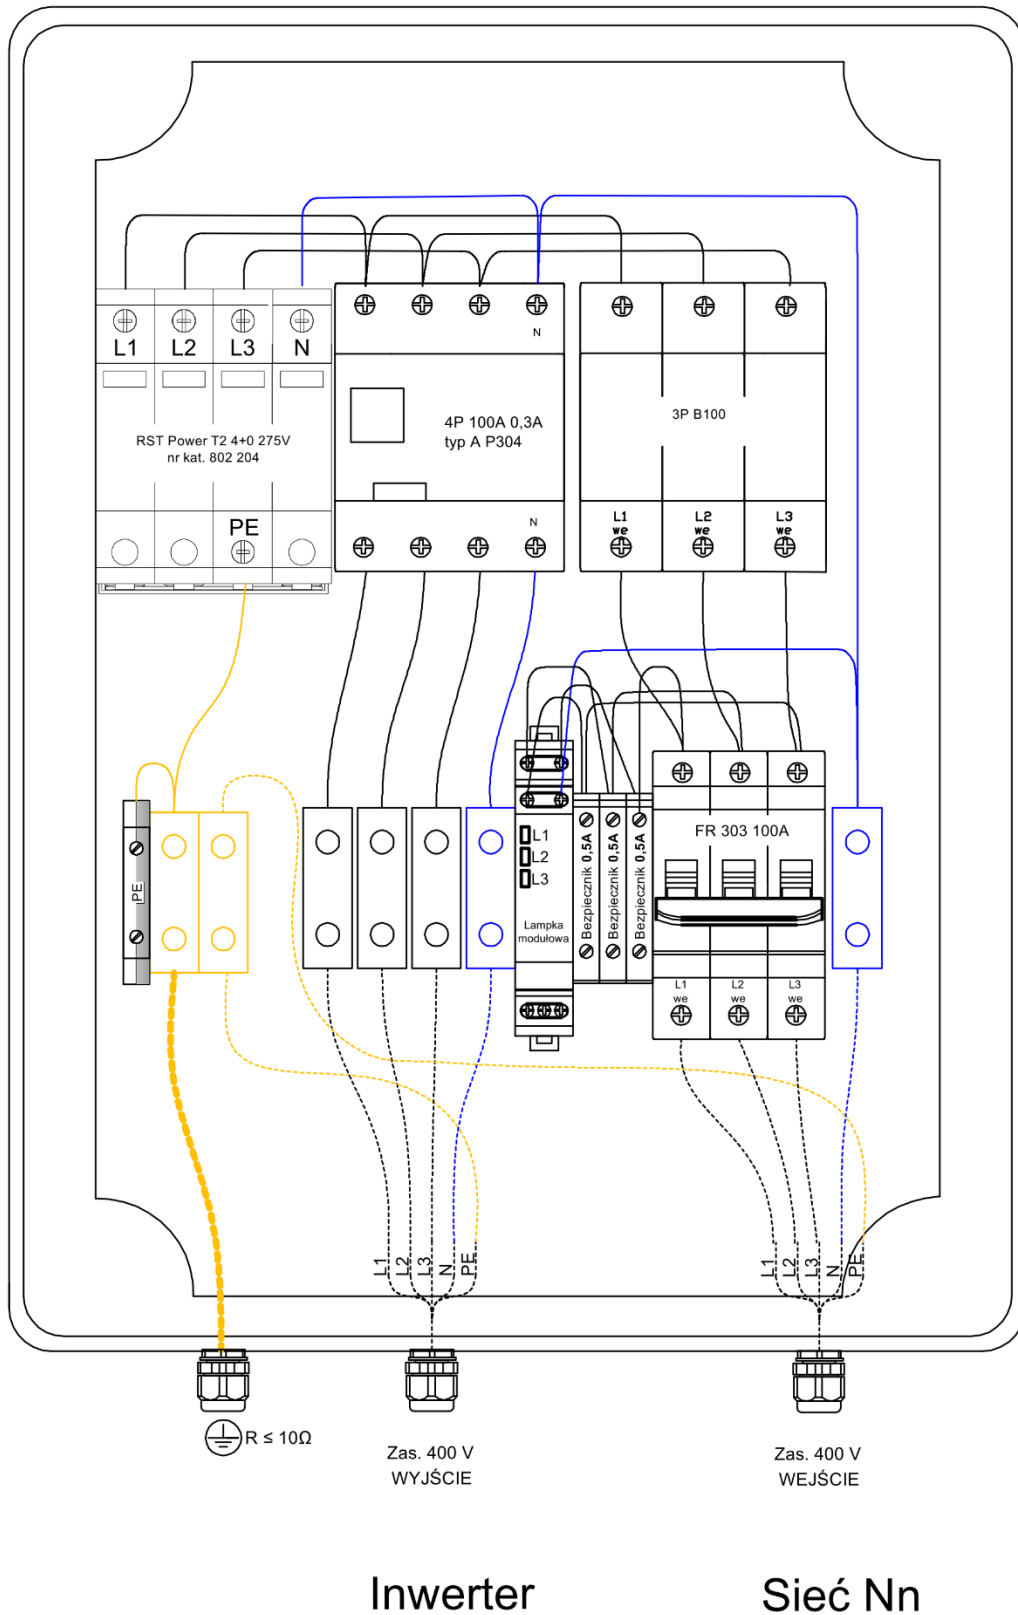 L1 L2 L3 N
RST Power T2 4+0 275V
nr kat. 802 204
PE
N
4P 100A 0,3A
typ A P304
N
3P B100
L1 L2 L3
we we we
PE
L1
L2
L3
Lampka
modułowa
Bezpiecznik 0,5A
Bezpiecznik 0,5A
Bezpiecznik 0,5A
FR 303 100A
L1 L2 L3
we we we
L1 L2 L3 N PE
L1 L2 L3 N PE
R ≤ 10Ω
Zas. 400 V
WYJŚCIE
Zas. 400 V
WEJŚCIE
Inwerter
Sieć Nn